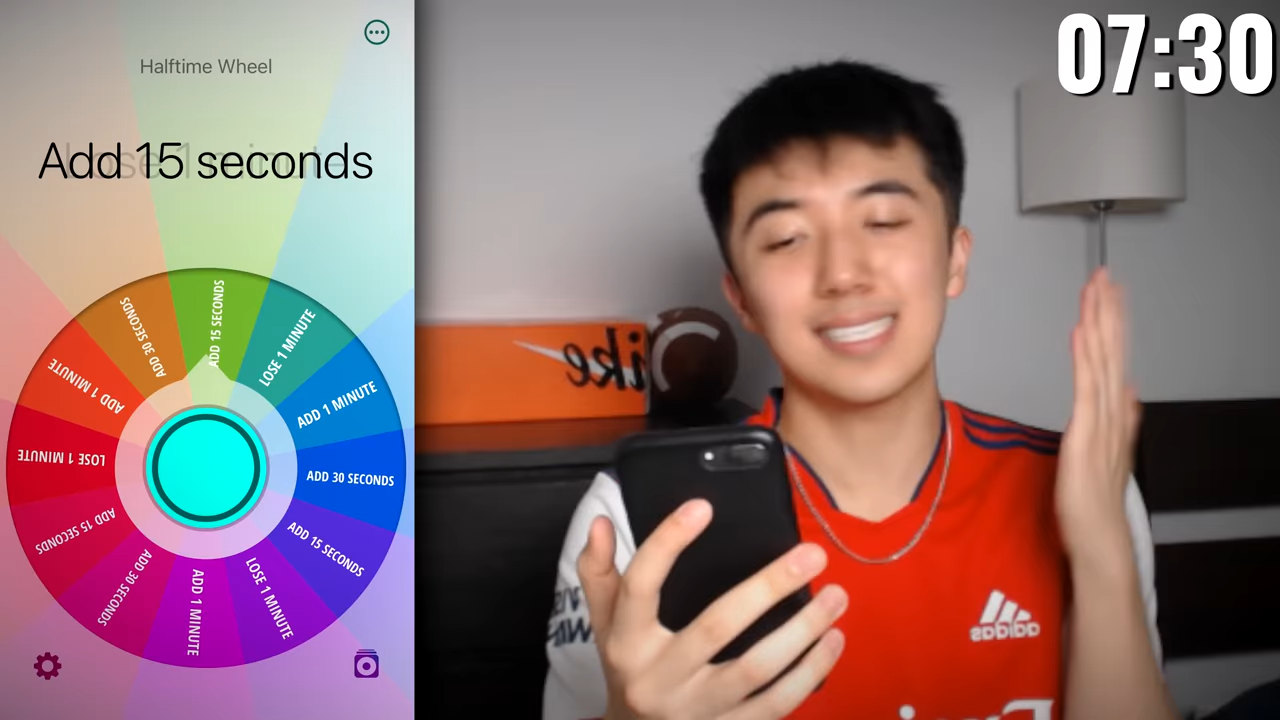 07:30
Halftime Wheel
Add 15 seconds
ADD 15 SECONDS
LOSE 1 MINUTE
ADD 1 MINUTE
ADD 30 SECONDS
ADD 15 SECONDS
LOSE 1 MINUTE
ADD 1 MINUTE
ADD 30 SECONDS
ADD 15 SECONDS
LOSE 1 MINUTE
ADD 1 MINUTE
ADD 30 SECONDS
Nike
adidas